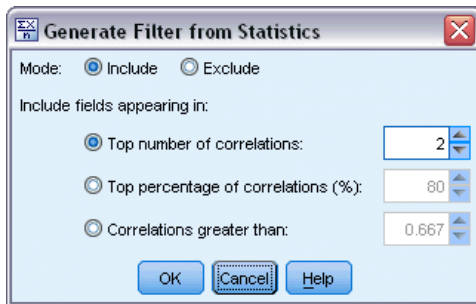 Generate Filter from Statistics
Mode: Include Exclude
Include fields appearing in:
Top number of correlations: 2
Top percentage of correlations (%): 80
Correlations greater than: 0.667
OK Cancel Help